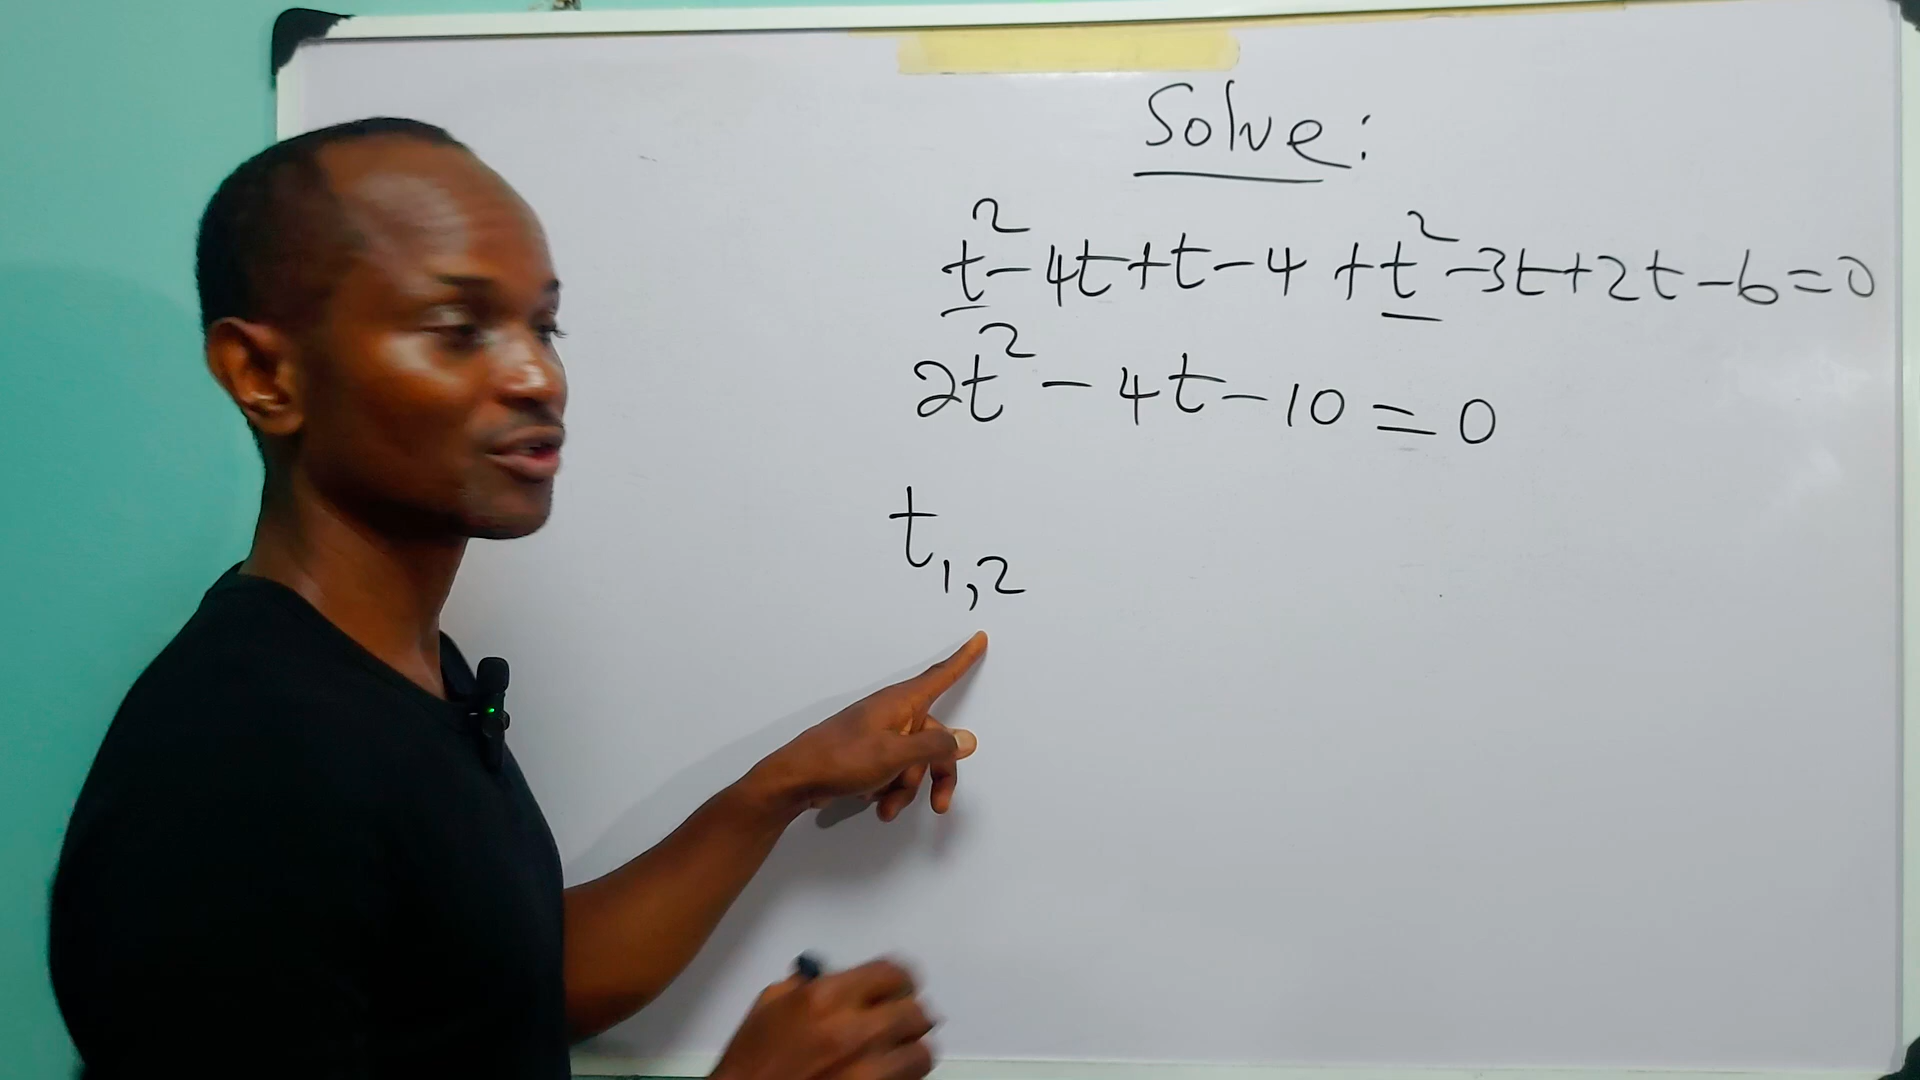 Solve:
t² - 4t + t - 4 + t² - 3t + 2t - 6 = 0
2t² - 4t - 10 = 0
t₁,₂